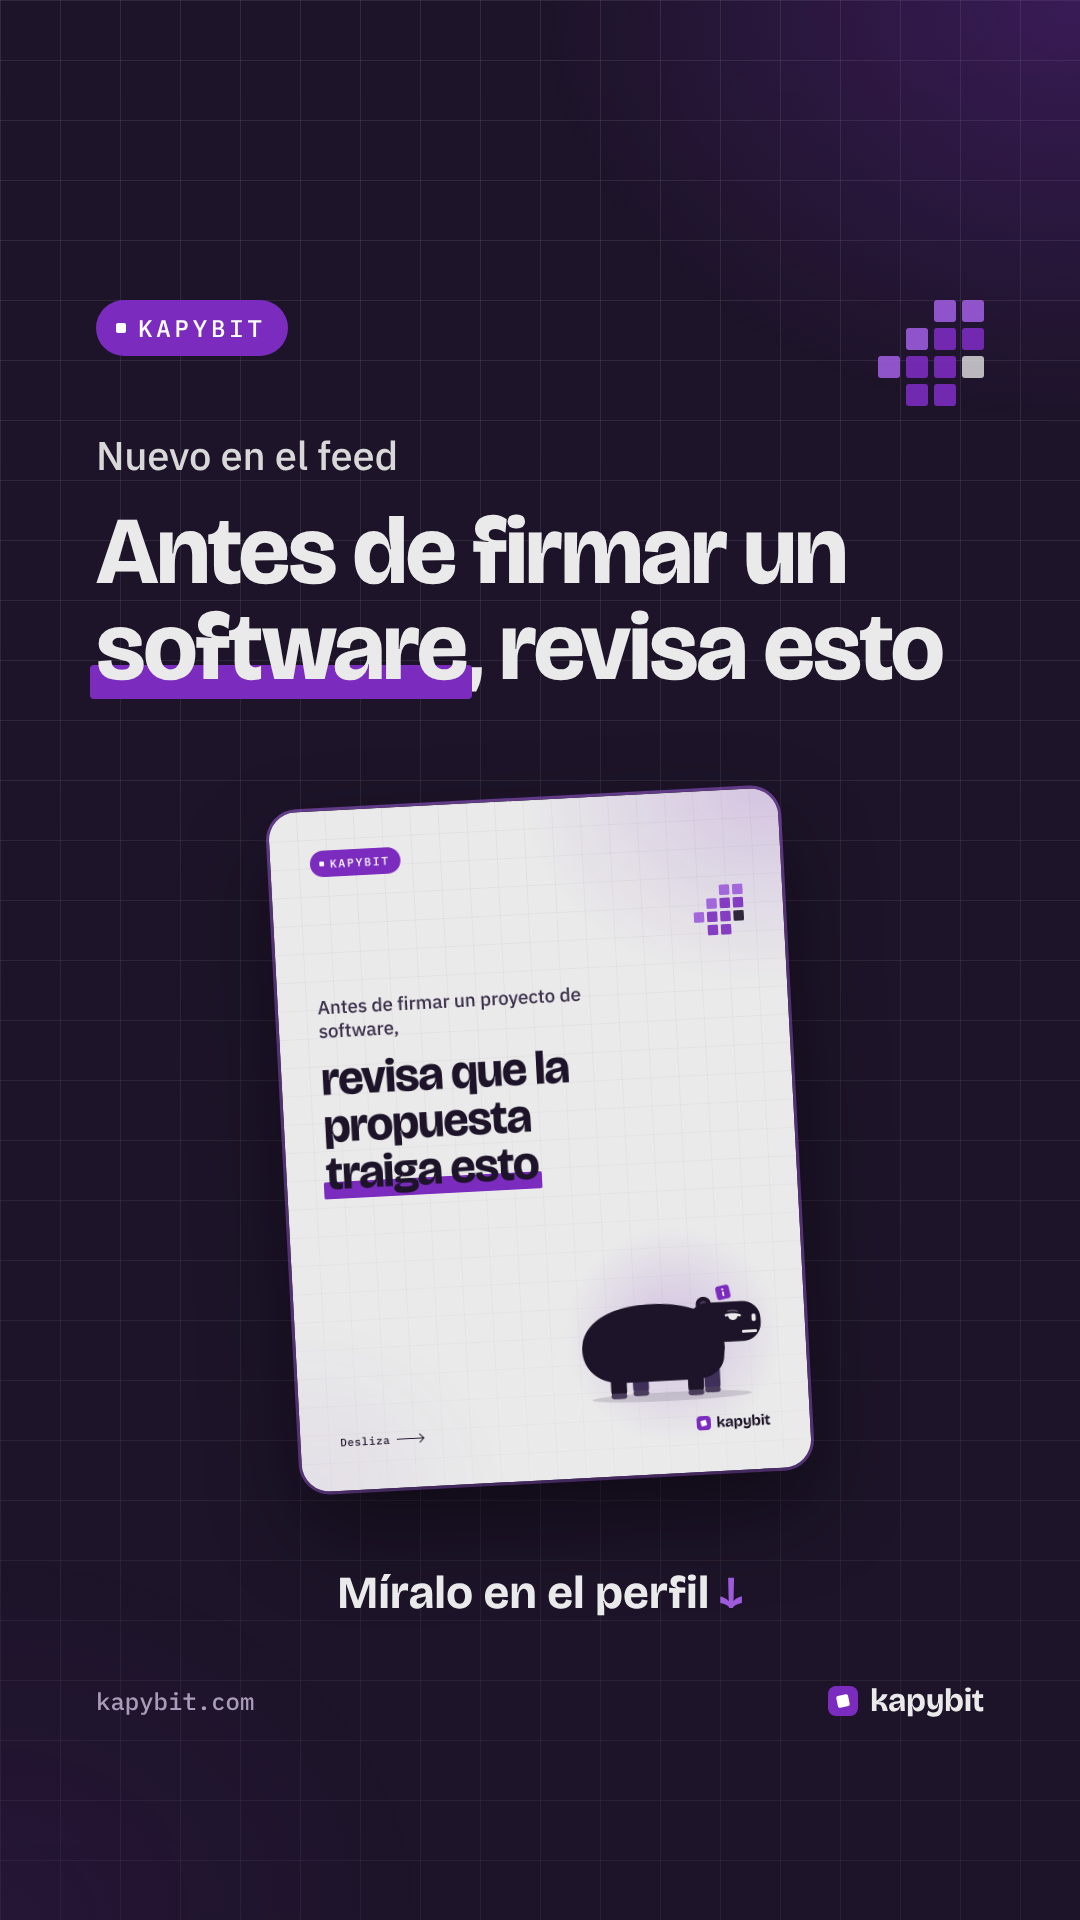 KAPYBIT
Nuevo en el feed
Antes de firmar un
software, revisa esto
KAPYBIT
Antes de firmar un proyecto de
software,
revisa que la
propuesta
traiga esto
i
kapybit
Desliza
Míralo en el perfil ↓
kapybit.com
kapybit